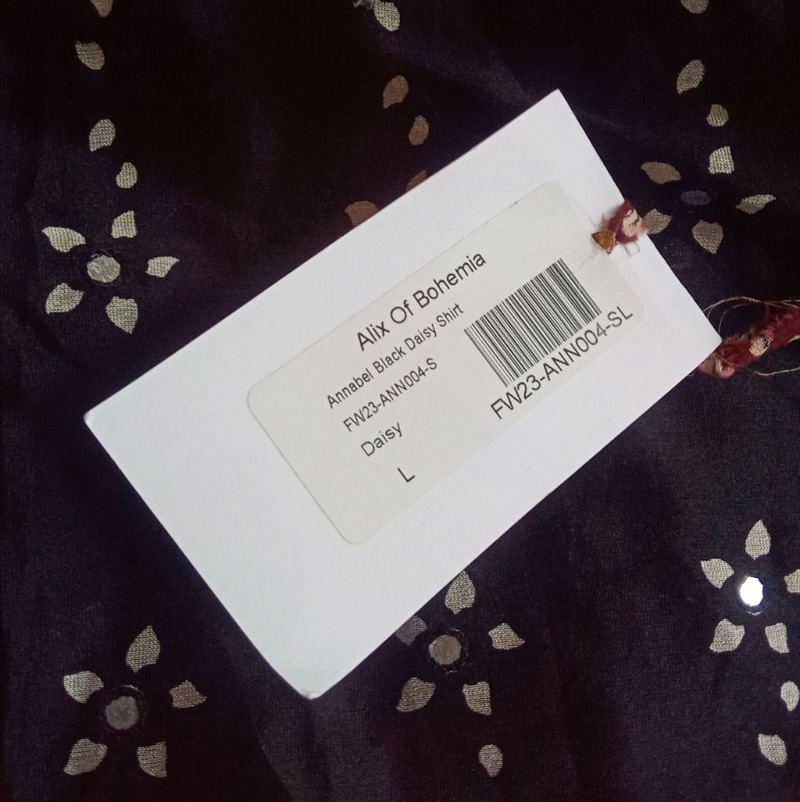 Alix Of Bohemia
Annabel Black Daisy Shirt
FW23-ANN004-S
Daisy
L
FW23-ANN004-SL